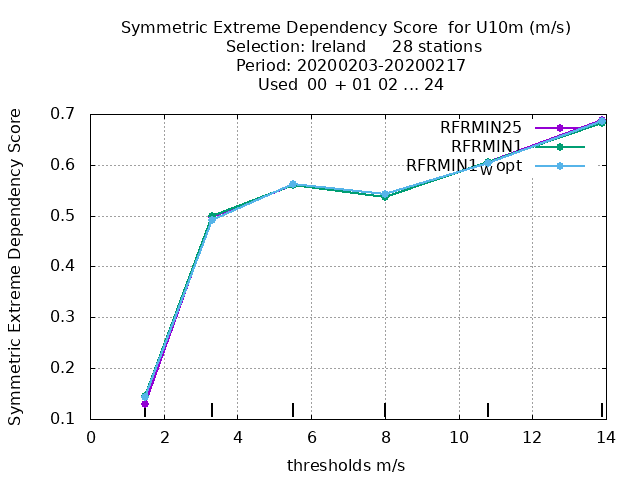 Symmetric Extreme Dependency Score  for U10m (m/s)
Selection: Ireland     28 stations
Period: 20200203-20200217
Used  00 + 01 02 ... 24
Symmetric Extreme Dependency Score
0.7
0.6
0.5
0.4
0.3
0.2
0.1
RFRMIN25
RFRMIN1
RFRMIN1wopt
0 2 4 6 8 10 12 14
thresholds m/s